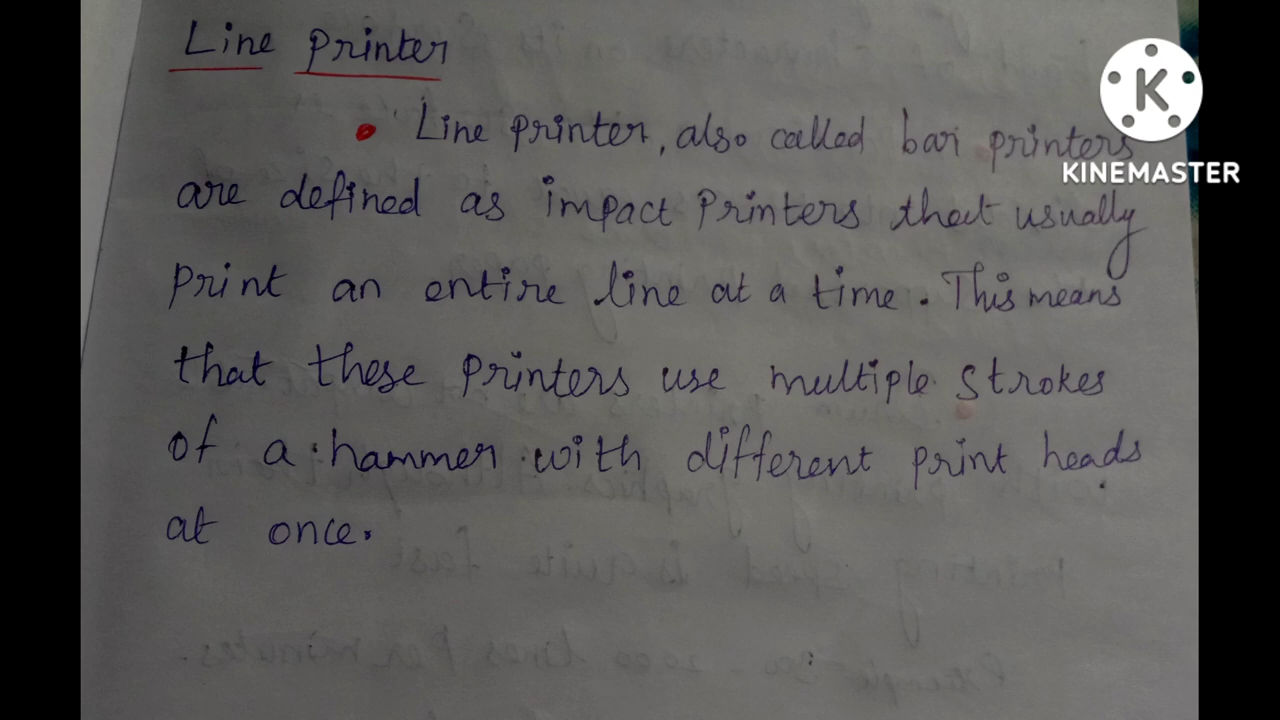 Line Printer
• Line printer, also called bar printers
are defined as impact printers that usually
print an entire line at a time. This means
that these printers use multiple strokes
of a hammer with different print heads
at once.
K
KINEMASTER